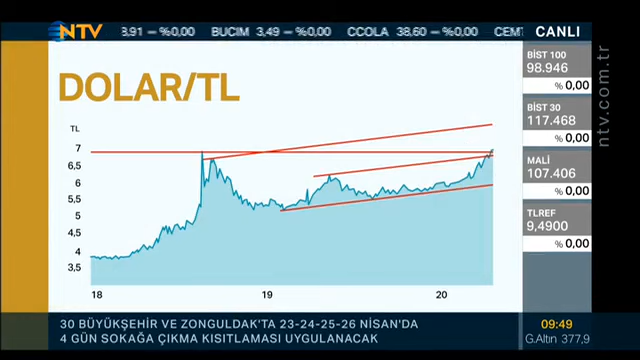 NTV
3,91 – %0,00 BUCIM 3,49 – %0,00 CCOLA 38,60 – %0,00 CEMT
CANLI
DOLAR/TL
BİST 100
98.946
% 0,00
BİST 30
117.468
% 0,00
MALİ
107.406
% 0,00
TLREF
9,4900
% 0,00
ntv.com.tr
TL
7
6,5
6
5,5
5
4,5
4
3,5
18
19
20
30 BÜYÜKŞEHİR VE ZONGULDAK'TA 23-24-25-26 NİSAN'DA
4 GÜN SOKAĞA ÇIKMA KISITLAMASI UYGULANACAK
09:49
G.Altın 377,9